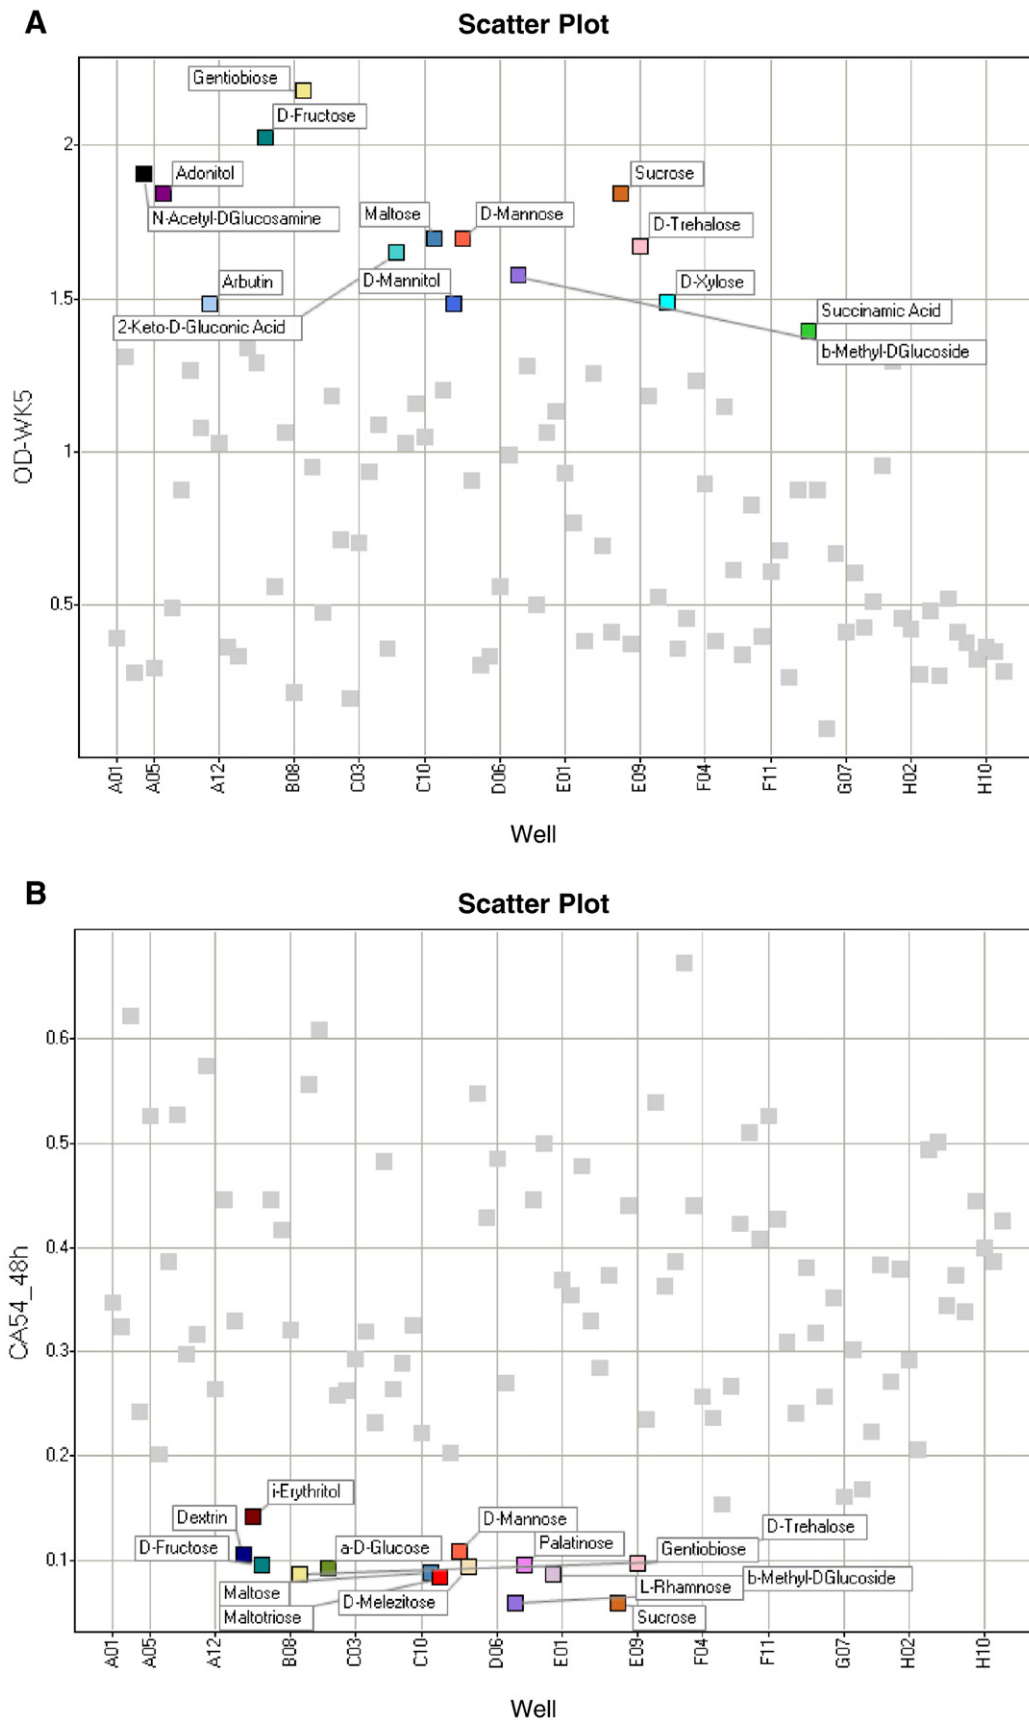 A
Scatter Plot
Gentiobiose
D-Fructose
Adonitol
N-Acetyl-DGlucosamine
Sucrose
Maltose
D-Mannose
D-Trehalose
Arbutin
D-Mannitol
D-Xylose
2-Keto-D-Gluconic Acid
Succinamic Acid
b-Methyl-DGlucoside
2
1.5
1
0.5
OD-WK5
A01 A05 A12 B08 C03 C10 D06 E01 E09 F04 F11 G07 H02 H10
Well
B
Scatter Plot
0.6
0.5
0.4
0.3
0.2
0.1
CA54_48h
i-Erythritol
Dextrin
D-Mannose
D-Trehalose
D-Fructose
a-D-Glucose
Palatinose
Gentiobiose
Maltose
D-Melezitose
L-Rhamnose
b-Methyl-DGlucoside
Maltotriose
Sucrose
A01 A05 A12 B08 C03 C10 D06 E01 E09 F04 F11 G07 H02 H10
Well